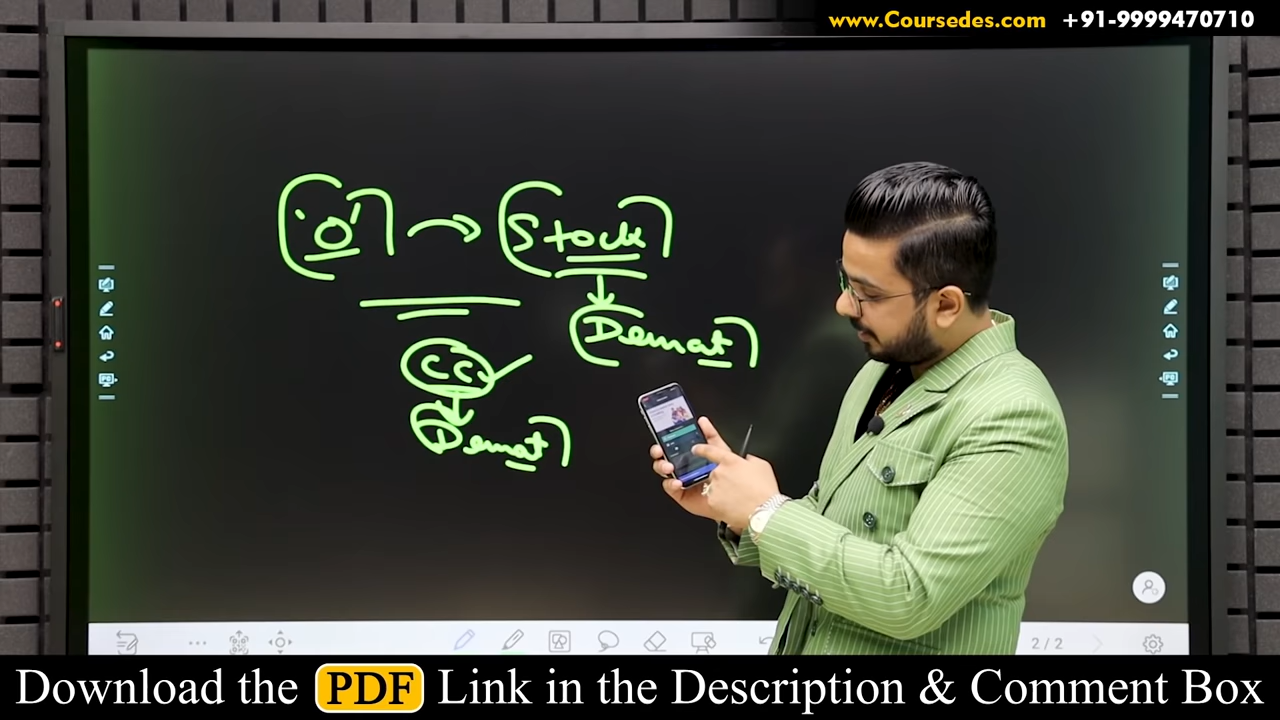 www.Coursedes.com +91-9999470710
'0' → Stock
Demat
CC
Demat
2 / 2
Download the PDF Link in the Description & Comment Box